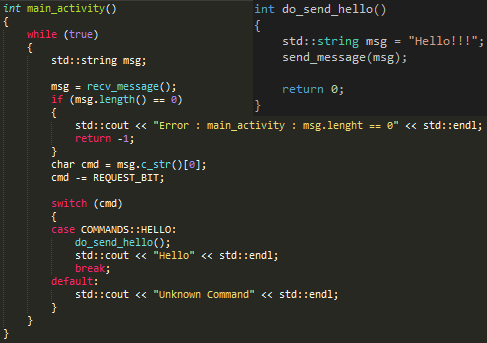 int main_activity()
{
while (true)
{
std::string msg;
msg = recv_message();
if (msg.length() == 0)
{
std::cout << "Error : main_activity : msg.lenght == 0" << std::endl;
return -1;
}
char cmd = msg.c_str()[0];
cmd -= REQUEST_BIT;
switch (cmd)
{
case COMMANDS::HELLO:
do_send_hello();
std::cout << "Hello" << std::endl;
break;
default:
std::cout << "Unknown Command" << std::endl;
}
}
}
int do_send_hello()
{
std::string msg = "Hello!!!";
send_message(msg);
return 0;
}